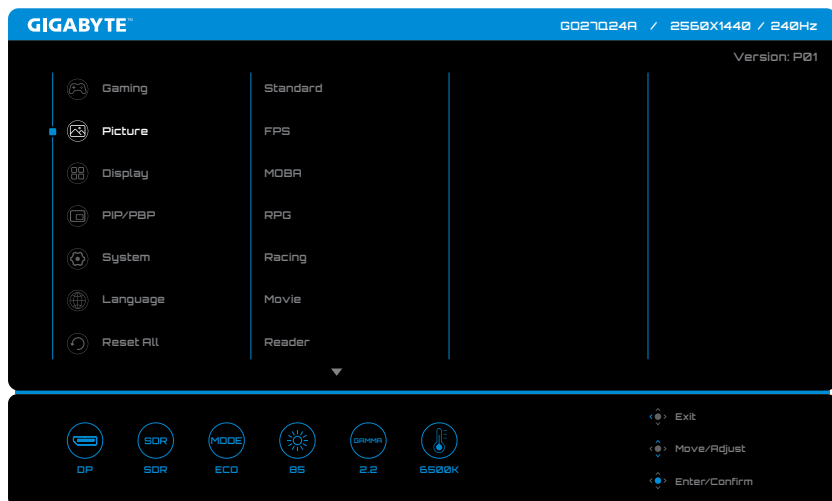 GIGABYTE™ GO27Q24A / 2560X1440 / 240Hz
Version: P01
Gaming Standard
Picture FPS
Display MOBA
PIP/PBP RPG
System Racing
Language Movie
Reset All Reader
Exit
SDR MODE GAMMA
Move/Adjust
DP SDR ECO 85 2.2 6500K
Enter/Confirm